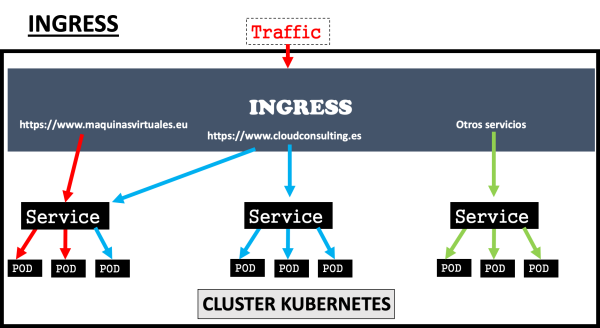 INGRESS
Traffic
INGRESS
https://www.maquinasvirtuales.eu
https://www.cloudconsulting.es
Otros servicios
Service
Service
Service
POD
POD
POD
POD
POD
POD
POD
POD
POD
CLUSTER KUBERNETES